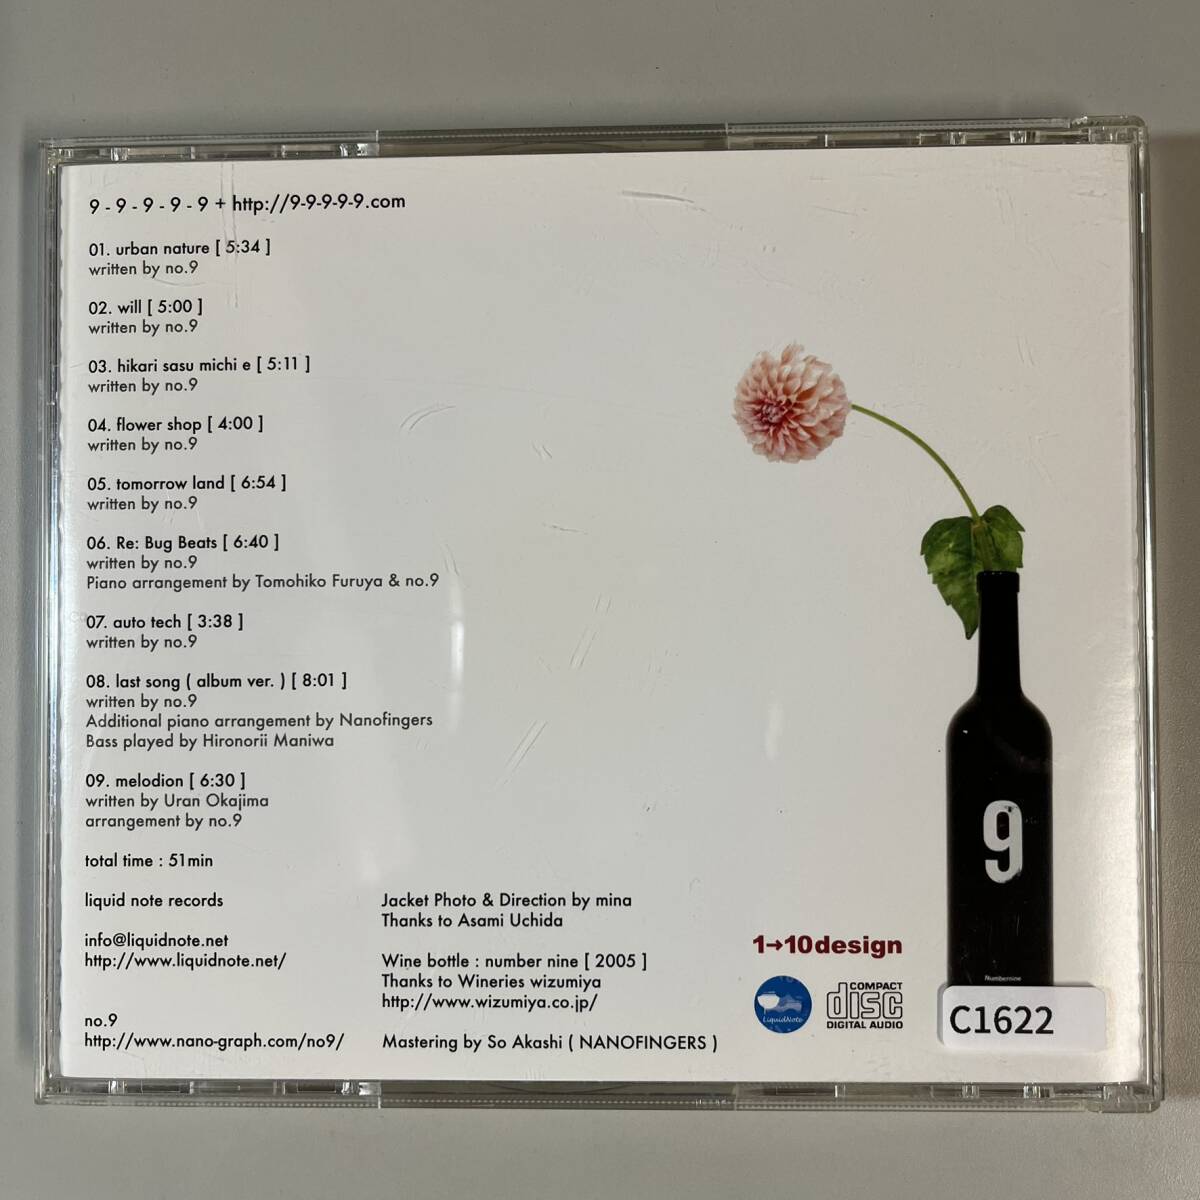 9 - 9 - 9 - 9 - 9 + http://9-9-9-9-9.com
01. urban nature [ 5:34 ]
written by no.9
02. will [ 5:00 ]
written by no.9
03. hikari sasu michi e [ 5:11 ]
written by no.9
04. flower shop [ 4:00 ]
written by no.9
05. tomorrow land [ 6:54 ]
written by no.9
06. Re: Bug Beats [ 6:40 ]
written by no.9
Piano arrangement by Tomohiko Furuya & no.9
07. auto tech [ 3:38 ]
written by no.9
08. last song ( album ver. ) [ 8:01 ]
written by no.9
Additional piano arrangement by Nanofingers
Bass played by Hironorii Maniwa
09. melodion [ 6:30 ]
written by Uran Okajima
arrangement by no.9
total time : 51min
liquid note records
info@liquidnote.net
http://www.liquidnote.net/
no.9
http://www.nano-graph.com/no9/
Jacket Photo & Direction by mina
Thanks to Asami Uchida
Wine bottle : number nine [ 2005 ]
Thanks to Wineries wizumiya
http://www.wizumiya.co.jp/
Mastering by So Akashi ( NANOFINGERS )
1→10design
LiquidNote
COMPACT
disc
DIGITAL AUDIO
9
Numbernine
C1622